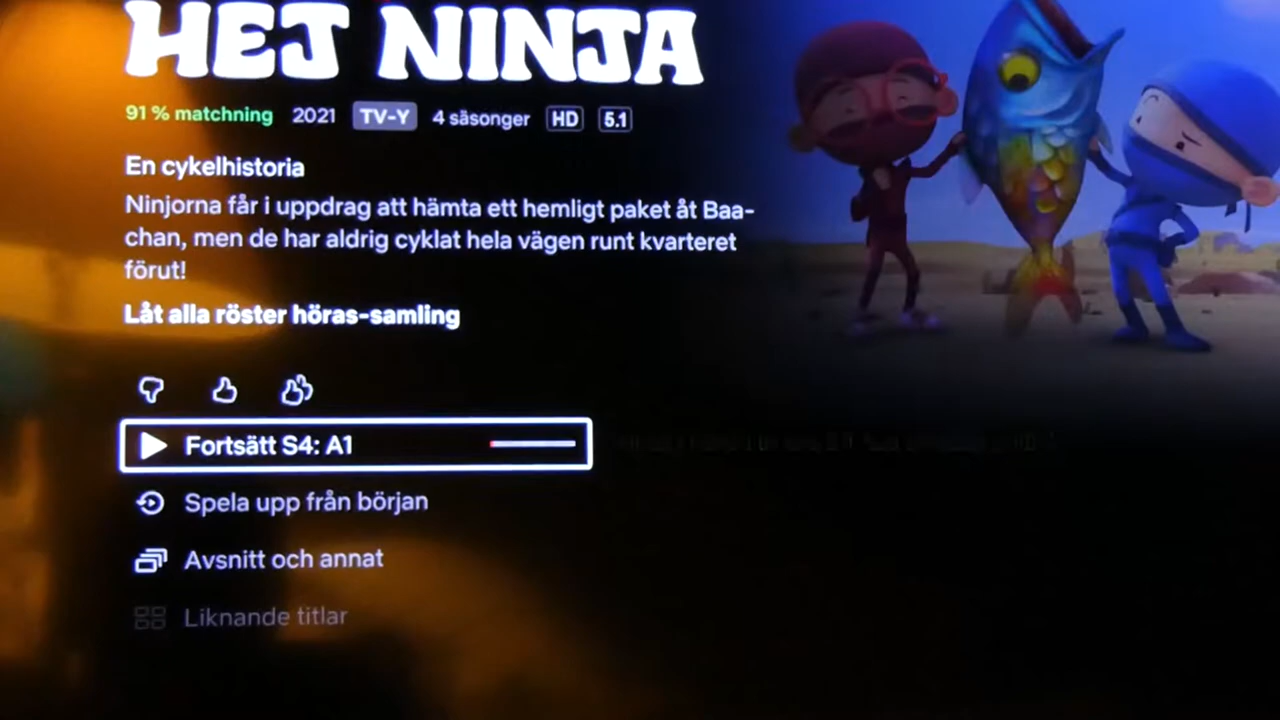 HEJ NINJA
91 % matchning 2021 TV-Y 4 säsonger HD 5.1
En cykelhistoria
Ninjorna får i uppdrag att hämta ett hemligt paket åt Baa-
chan, men de har aldrig cyklat hela vägen runt kvarteret
förut!
Låt alla röster höras-samling
Fortsätt S4: A1
Spela upp från början
Avsnitt och annat
Liknande titlar